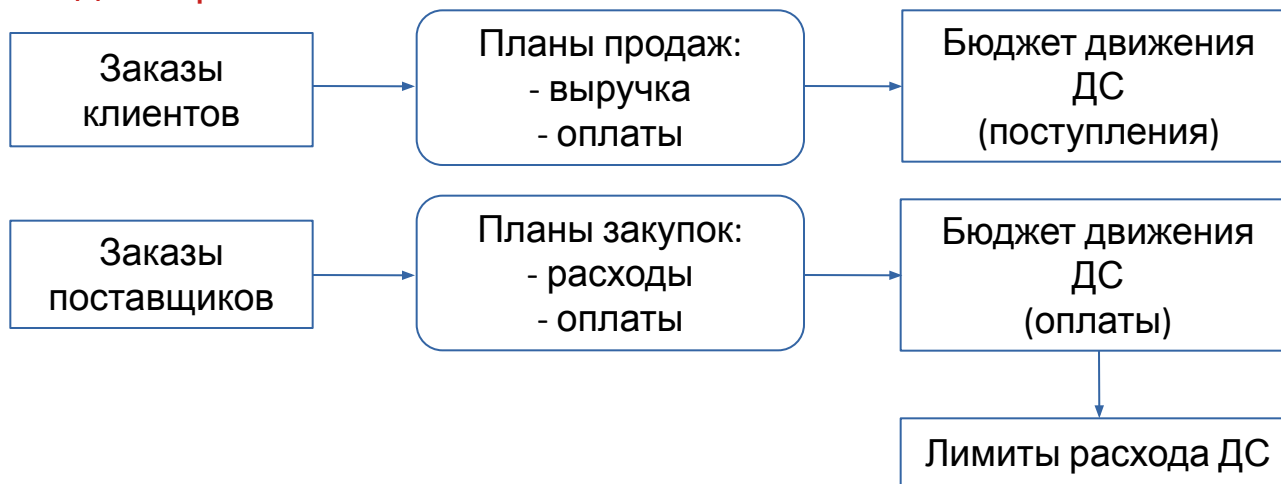 Заказы
клиентов
Планы продаж:
- выручка
- оплаты
Бюджет движения
ДС
(поступления)
Заказы
поставщиков
Планы закупок:
- расходы
- оплаты
Бюджет движения
ДС
(оплаты)
Лимиты расхода ДС